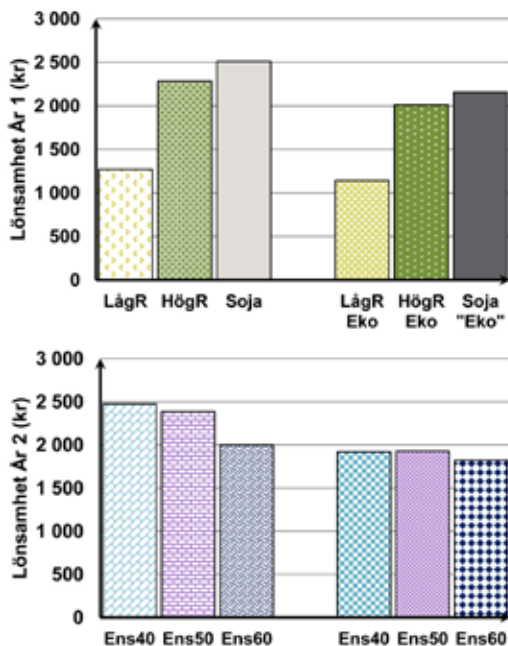 Lönsamhet År 1 (kr)
3 000
2 500
2 000
1 500
1 000
500
0
LågR HögR Soja LågR HögR Soja
Eko Eko "Eko"
Lönsamhet År 2 (kr)
3 000
2 500
2 000
1 500
1 000
500
0
Ens40 Ens50 Ens60 Ens40 Ens50 Ens60